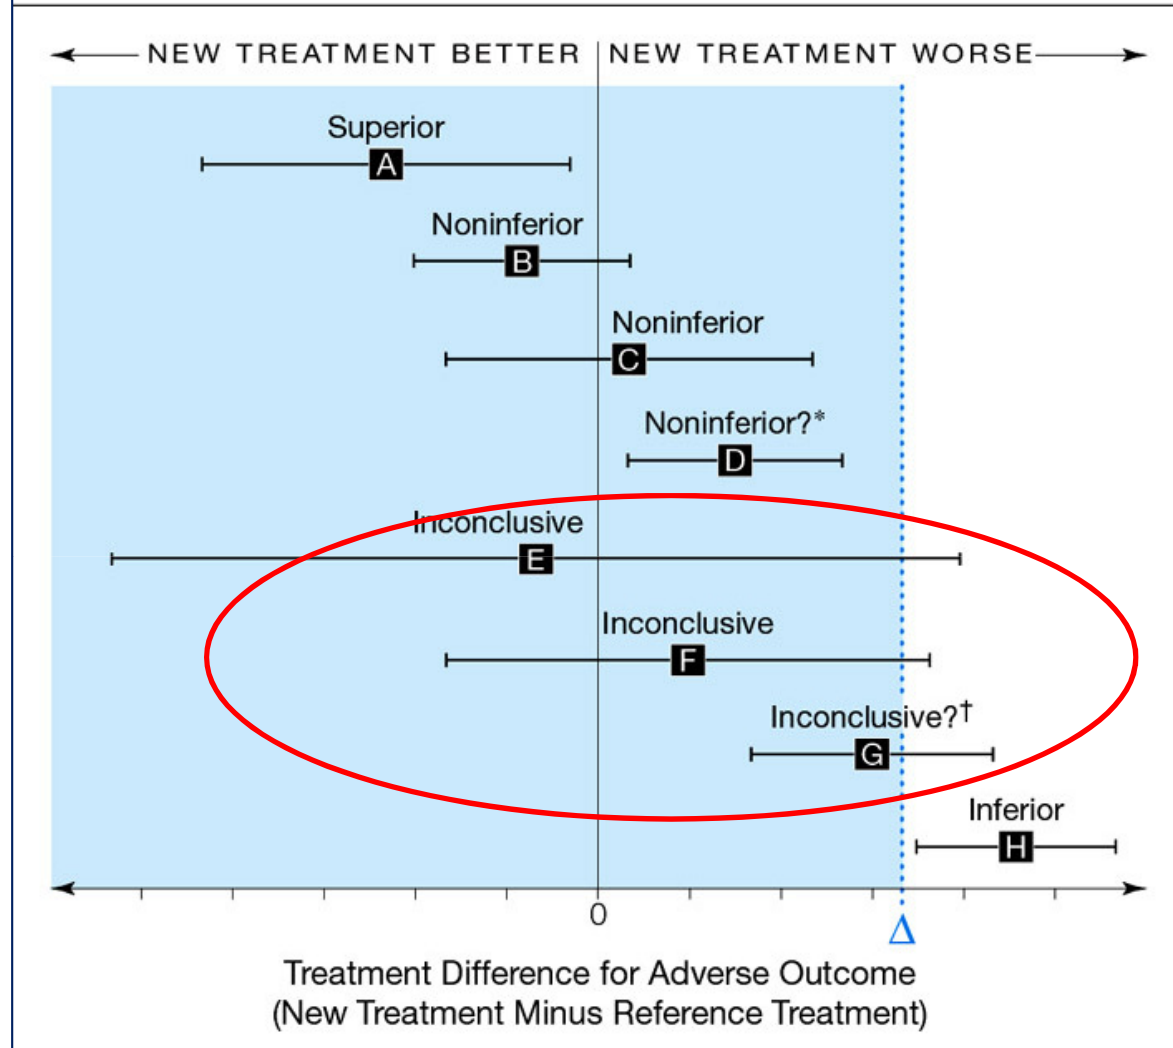 NEW TREATMENT BETTER NEW TREATMENT WORSE
Superior
A
Noninferior
B
Noninferior
C
Noninferior?*
D
Inconclusive
E
Inconclusive
F
Inconclusive?†
G
Inferior
H
0
Δ
Treatment Difference for Adverse Outcome
(New Treatment Minus Reference Treatment)